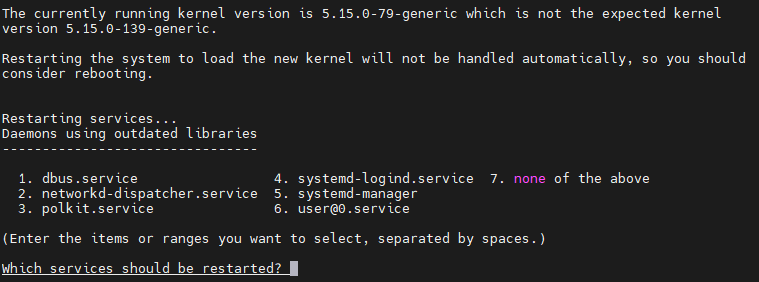 The currently running kernel version is 5.15.0-79-generic which is not the expected kernel
version 5.15.0-139-generic.
Restarting the system to load the new kernel will not be handled automatically, so you should
consider rebooting.
Restarting services...
Daemons using outdated libraries
--------------------------------
1. dbus.service 4. systemd-logind.service 7. none of the above
2. networkd-dispatcher.service 5. systemd-manager
3. polkit.service 6. user@0.service
(Enter the items or ranges you want to select, separated by spaces.)
Which services should be restarted?